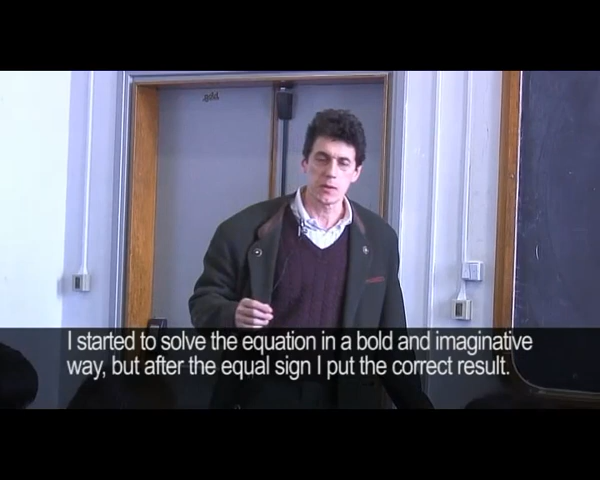 I started to solve the equation in a bold and imaginative
way, but after the equal sign I put the correct result.